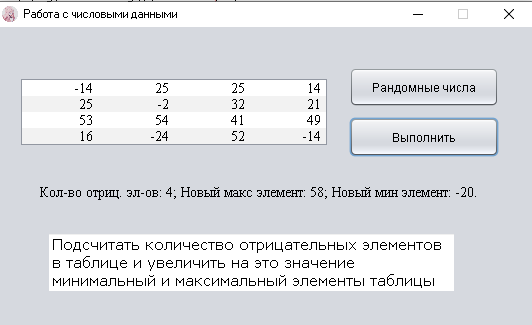 Работа с числовыми данными
-14 25 25 14
25 -2 32 21
53 54 41 49
16 -24 52 -14
Рандомные числа
Выполнить
Кол-во отриц. эл-ов: 4; Новый макс элемент: 58; Новый мин элемент: -20.
Подсчитать количество отрицательных элементов
в таблице и увеличить на это значение
минимальный и максимальный элементы таблицы